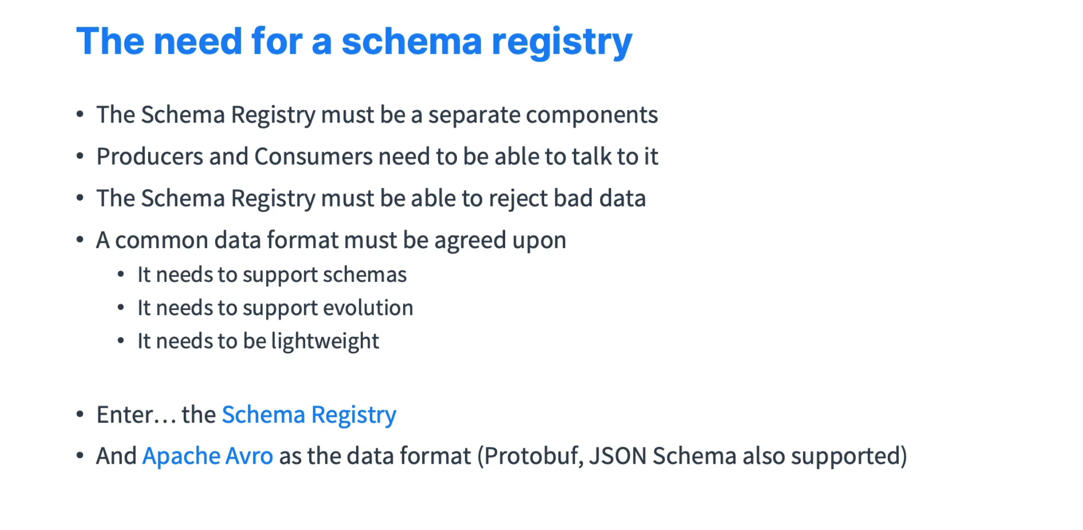 The need for a schema registry
• The Schema Registry must be a separate components
• Producers and Consumers need to be able to talk to it
• The Schema Registry must be able to reject bad data
• A common data format must be agreed upon
• It needs to support schemas
• It needs to support evolution
• It needs to be lightweight
• Enter… the Schema Registry
• And Apache Avro as the data format (Protobuf, JSON Schema also supported)